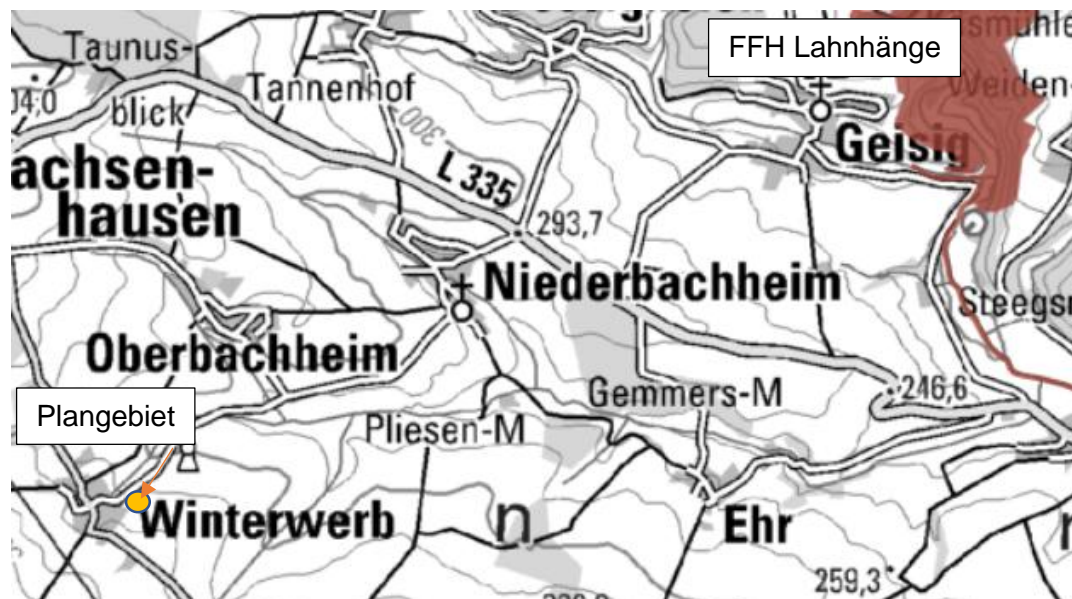 FFH Lahnhänge
Taunus-
blick
Tannenhof
300
L 335
293,7
Geisig
Weiden-
achsen-
hausen
Niederbachheim
Oberbachheim
Steegs
Plangebiet
Pliesen-M
Gemmers-M
246,6
Winterwerb
n
Ehr
259,3